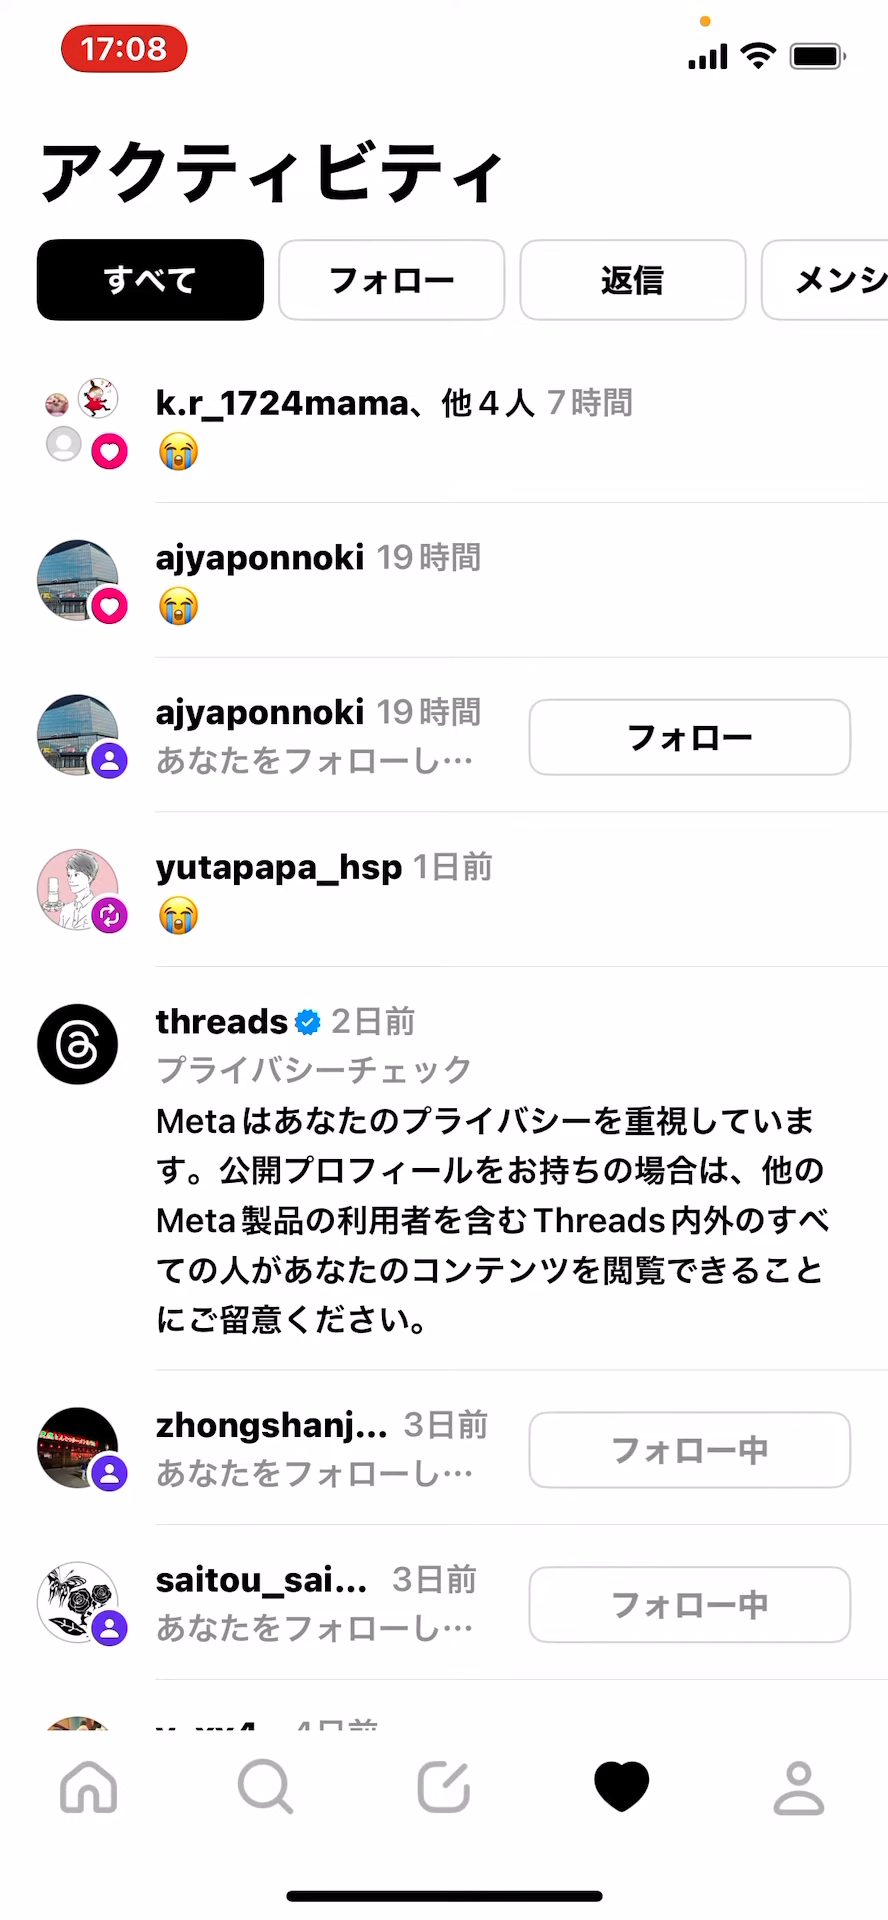 17:08
アクティビティ
すべて
フォロー
返信
メンシ
k.r_1724mama、他4人 7時間
😭
ajyaponnoki 19時間
😭
ajyaponnoki 19時間
あなたをフォローし…
フォロー
yutapapa_hsp 1日前
😭
threads 2日前
プライバシーチェック
Metaはあなたのプライバシーを重視していま
す。公開プロフィールをお持ちの場合は、他の
Meta製品の利用者を含むThreads内外のすべ
ての人があなたのコンテンツを閲覧できること
にご留意ください。
zhongshanj... 3日前
あなたをフォローし…
フォロー中
saitou_sai... 3日前
あなたをフォローし…
フォロー中
4日前